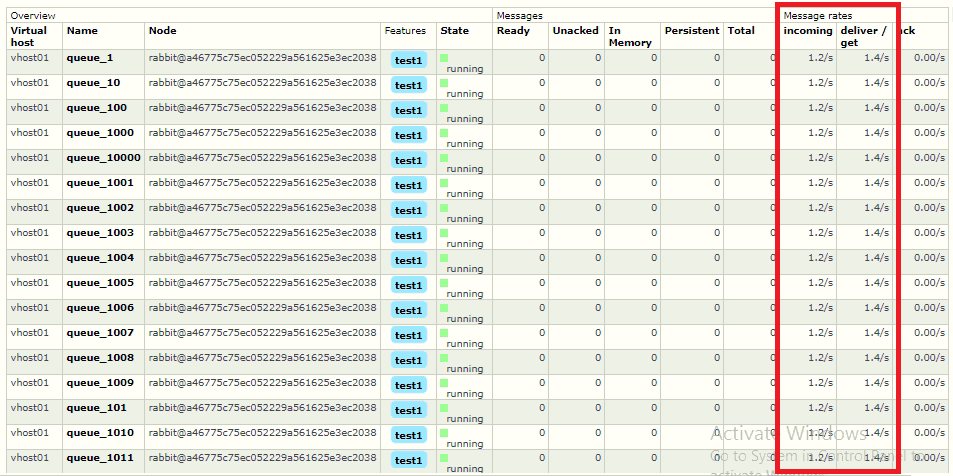 Overview Messages Message rates
Virtual host Name Node Features State Ready Unacked In Memory Persistent Total incoming deliver / get ck
vhost01 queue_1 rabbit@a46775c75ec052229a561625e3ec2038 test1 running 0 0 0 0 0 1.2/s 1.4/s 0.00/s
vhost01 queue_10 rabbit@a46775c75ec052229a561625e3ec2038 test1 running 0 0 0 0 0 1.2/s 1.4/s 0.00/s
vhost01 queue_100 rabbit@a46775c75ec052229a561625e3ec2038 test1 running 0 0 0 0 0 1.2/s 1.4/s 0.00/s
vhost01 queue_1000 rabbit@a46775c75ec052229a561625e3ec2038 test1 running 0 0 0 0 0 1.2/s 1.4/s 0.00/s
vhost01 queue_10000 rabbit@a46775c75ec052229a561625e3ec2038 test1 running 0 0 0 0 0 1.2/s 1.4/s 0.00/s
vhost01 queue_1001 rabbit@a46775c75ec052229a561625e3ec2038 test1 running 0 0 0 0 0 1.2/s 1.4/s 0.00/s
vhost01 queue_1002 rabbit@a46775c75ec052229a561625e3ec2038 test1 running 0 0 0 0 0 1.2/s 1.4/s 0.00/s
vhost01 queue_1003 rabbit@a46775c75ec052229a561625e3ec2038 test1 running 0 0 0 0 0 1.2/s 1.4/s 0.00/s
vhost01 queue_1004 rabbit@a46775c75ec052229a561625e3ec2038 test1 running 0 0 0 0 0 1.2/s 1.4/s 0.00/s
vhost01 queue_1005 rabbit@a46775c75ec052229a561625e3ec2038 test1 running 0 0 0 0 0 1.2/s 1.4/s 0.00/s
vhost01 queue_1006 rabbit@a46775c75ec052229a561625e3ec2038 test1 running 0 0 0 0 0 1.2/s 1.4/s 0.00/s
vhost01 queue_1007 rabbit@a46775c75ec052229a561625e3ec2038 test1 running 0 0 0 0 0 1.2/s 1.4/s 0.00/s
vhost01 queue_1008 rabbit@a46775c75ec052229a561625e3ec2038 test1 running 0 0 0 0 0 1.2/s 1.4/s 0.00/s
vhost01 queue_1009 rabbit@a46775c75ec052229a561625e3ec2038 test1 running 0 0 0 0 0 1.2/s 1.4/s 0.00/s
vhost01 queue_101 rabbit@a46775c75ec052229a561625e3ec2038 test1 running 0 0 0 0 0 1.2/s 1.4/s 0.00/s
vhost01 queue_1010 rabbit@a46775c75ec052229a561625e3ec2038 test1 running 0 0 0 0 0 1.2/s 1.4/s 0.00/s
vhost01 queue_1011 rabbit@a46775c75ec052229a561625e3ec2038 test1 running 0 0 0 0 0 1.2/s 1.4/s 0.00/s
Activate Windows
Go to System in Control Panel to
activate